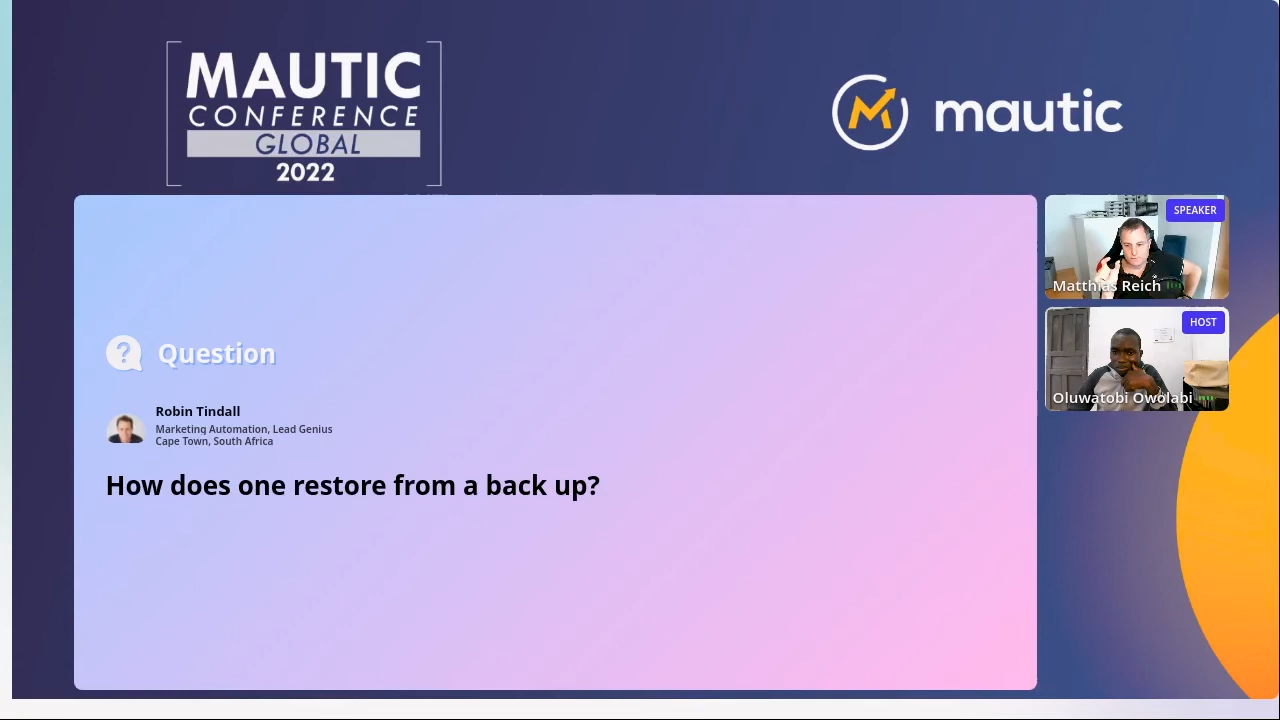 MAUTIC
CONFERENCE
GLOBAL
2022
mautic
SPEAKER
Matthias Reich
HOST
Oluwatobi Owolabi
Question
Robin Tindall
Marketing Automation, Lead Genius
Cape Town, South Africa
How does one restore from a back up?